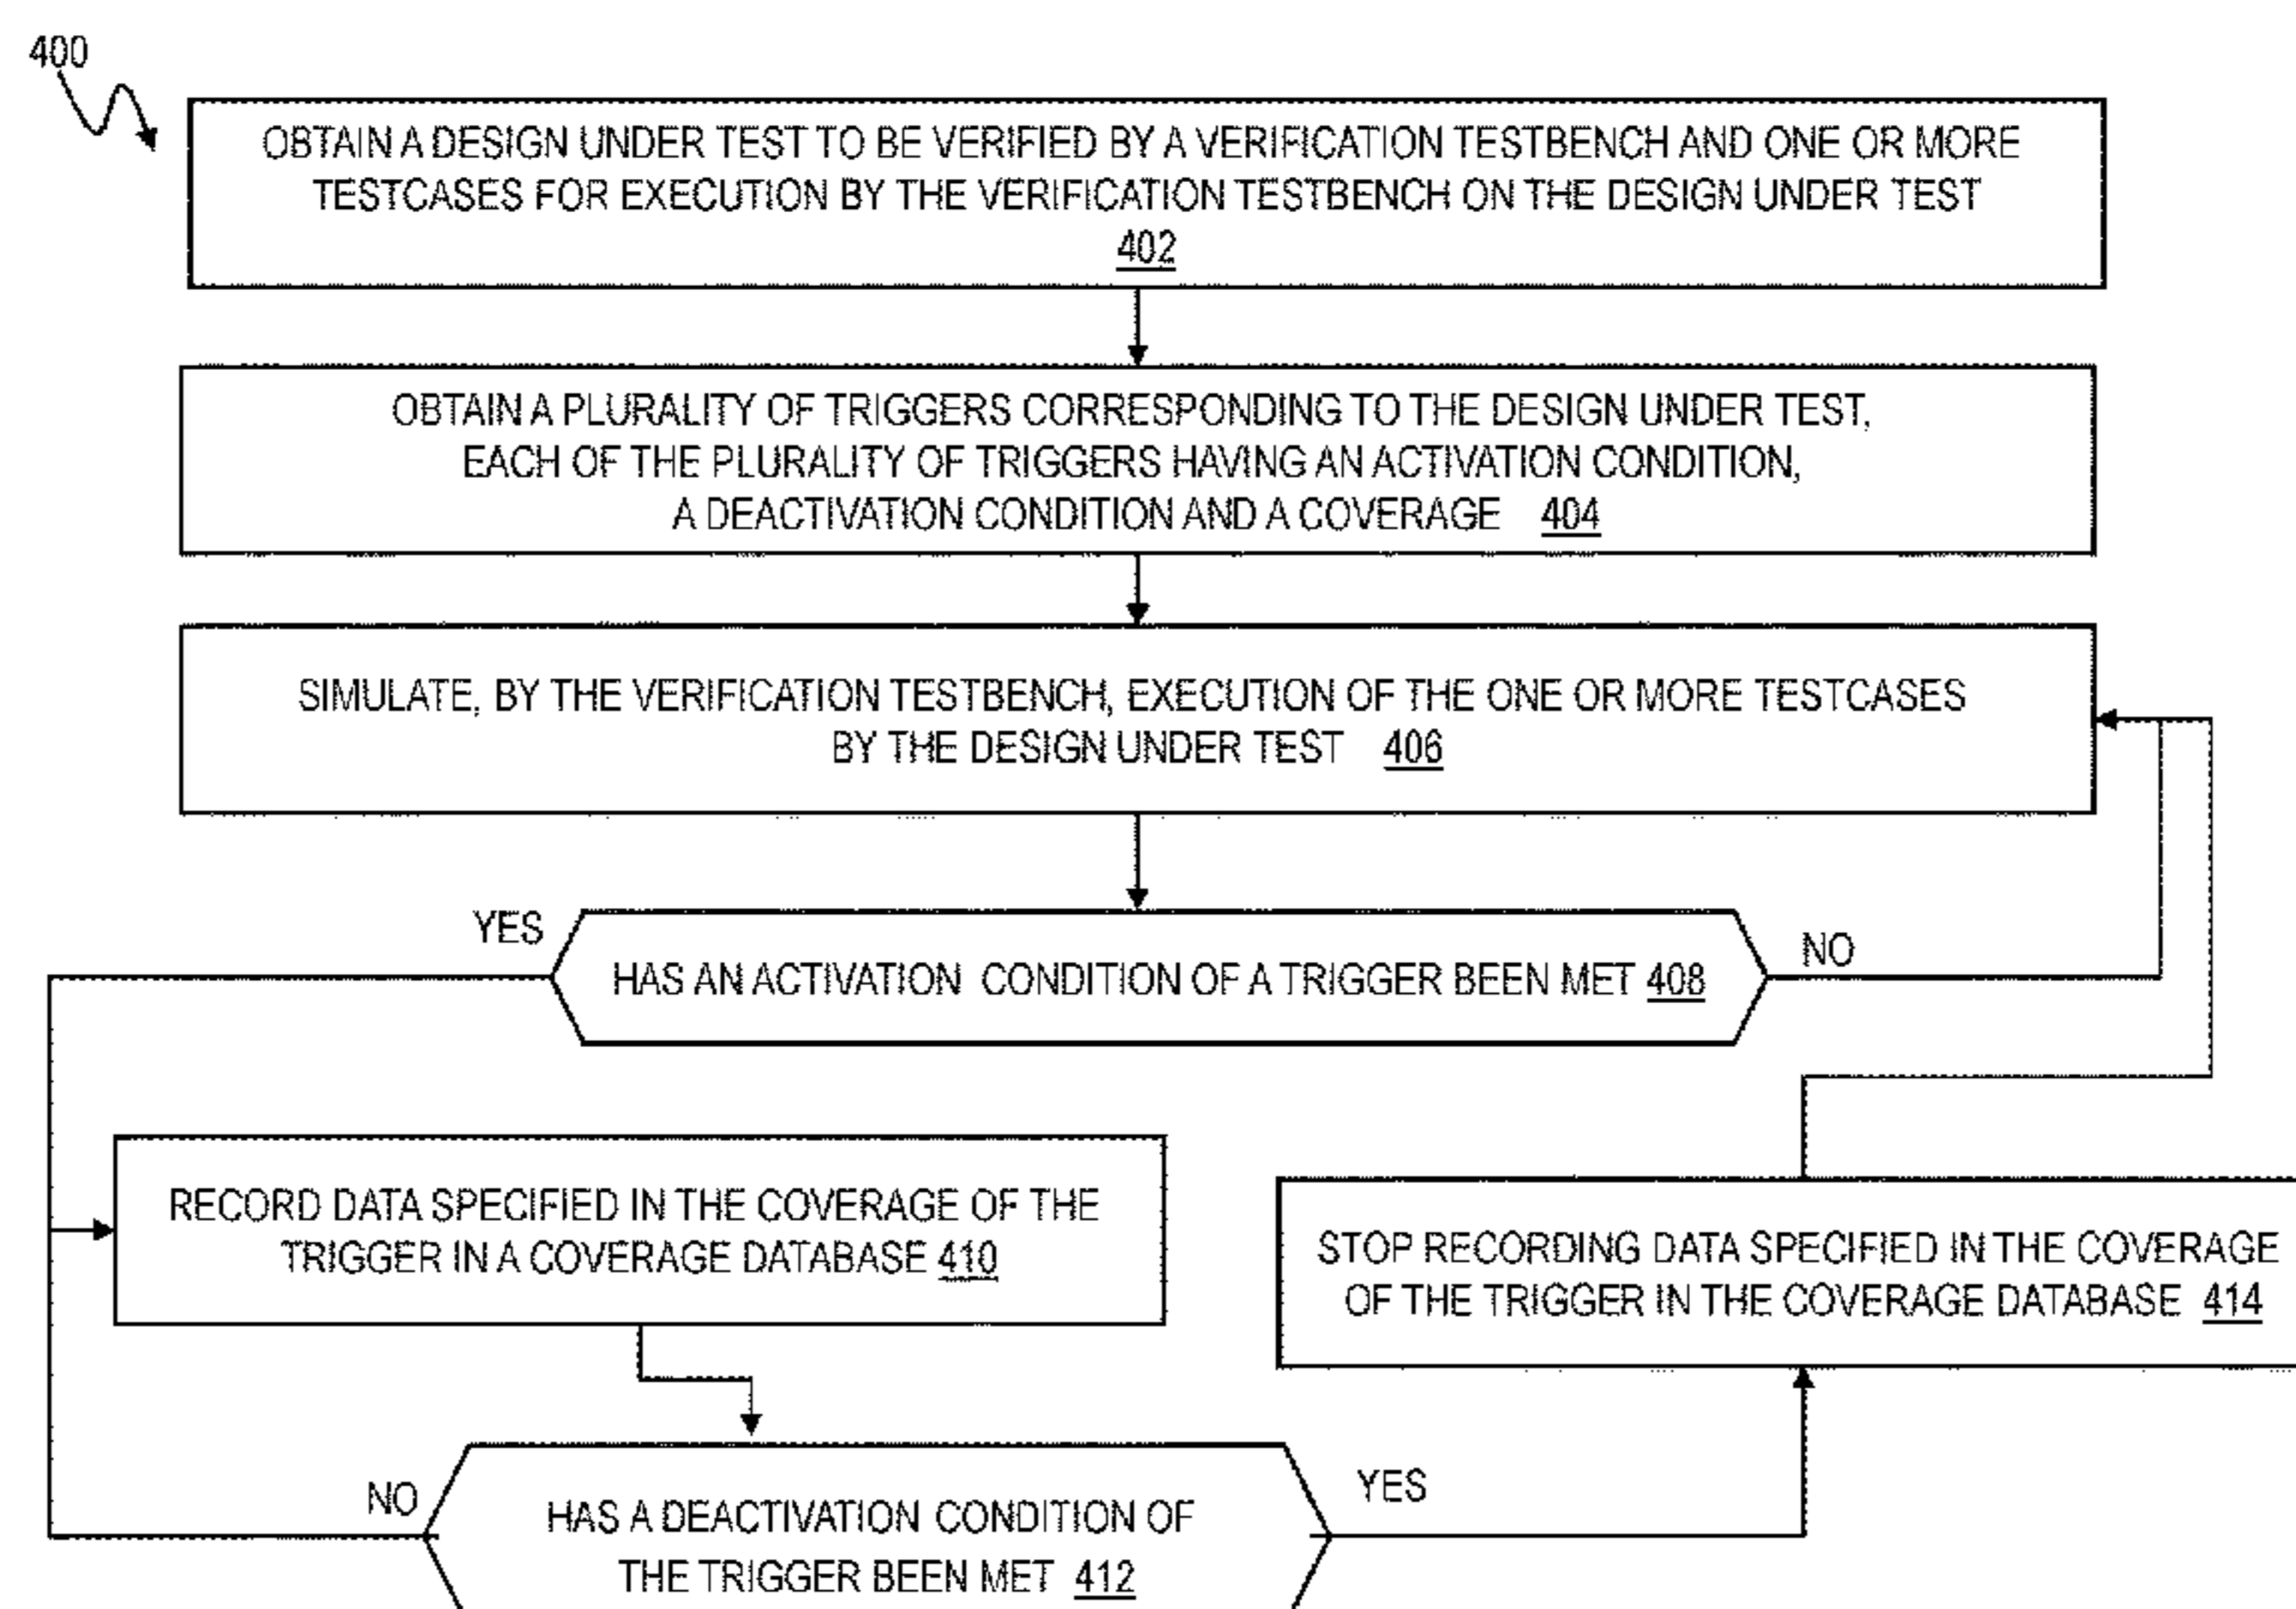 400
OBTAIN A DESIGN UNDER TEST TO BE VERIFIED BY A VERIFICATION TESTBENCH AND ONE OR MORE
TESTCASES FOR EXECUTION BY THE VERIFICATION TESTBENCH ON THE DESIGN UNDER TEST
402
OBTAIN A PLURALITY OF TRIGGERS CORRESPONDING TO THE DESIGN UNDER TEST,
EACH OF THE PLURALITY OF TRIGGERS HAVING AN ACTIVATION CONDITION,
A DEACTIVATION CONDITION AND A COVERAGE 404
SIMULATE, BY THE VERIFICATION TESTBENCH, EXECUTION OF THE ONE OR MORE TESTCASES
BY THE DESIGN UNDER TEST 406
YES
HAS AN ACTIVATION CONDITION OF A TRIGGER BEEN MET 408
NO
RECORD DATA SPECIFIED IN THE COVERAGE OF THE
TRIGGER IN A COVERAGE DATABASE 410
STOP RECORDING DATA SPECIFIED IN THE COVERAGE
OF THE TRIGGER IN THE COVERAGE DATABASE 414
NO
HAS A DEACTIVATION CONDITION OF
THE TRIGGER BEEN MET 412
YES